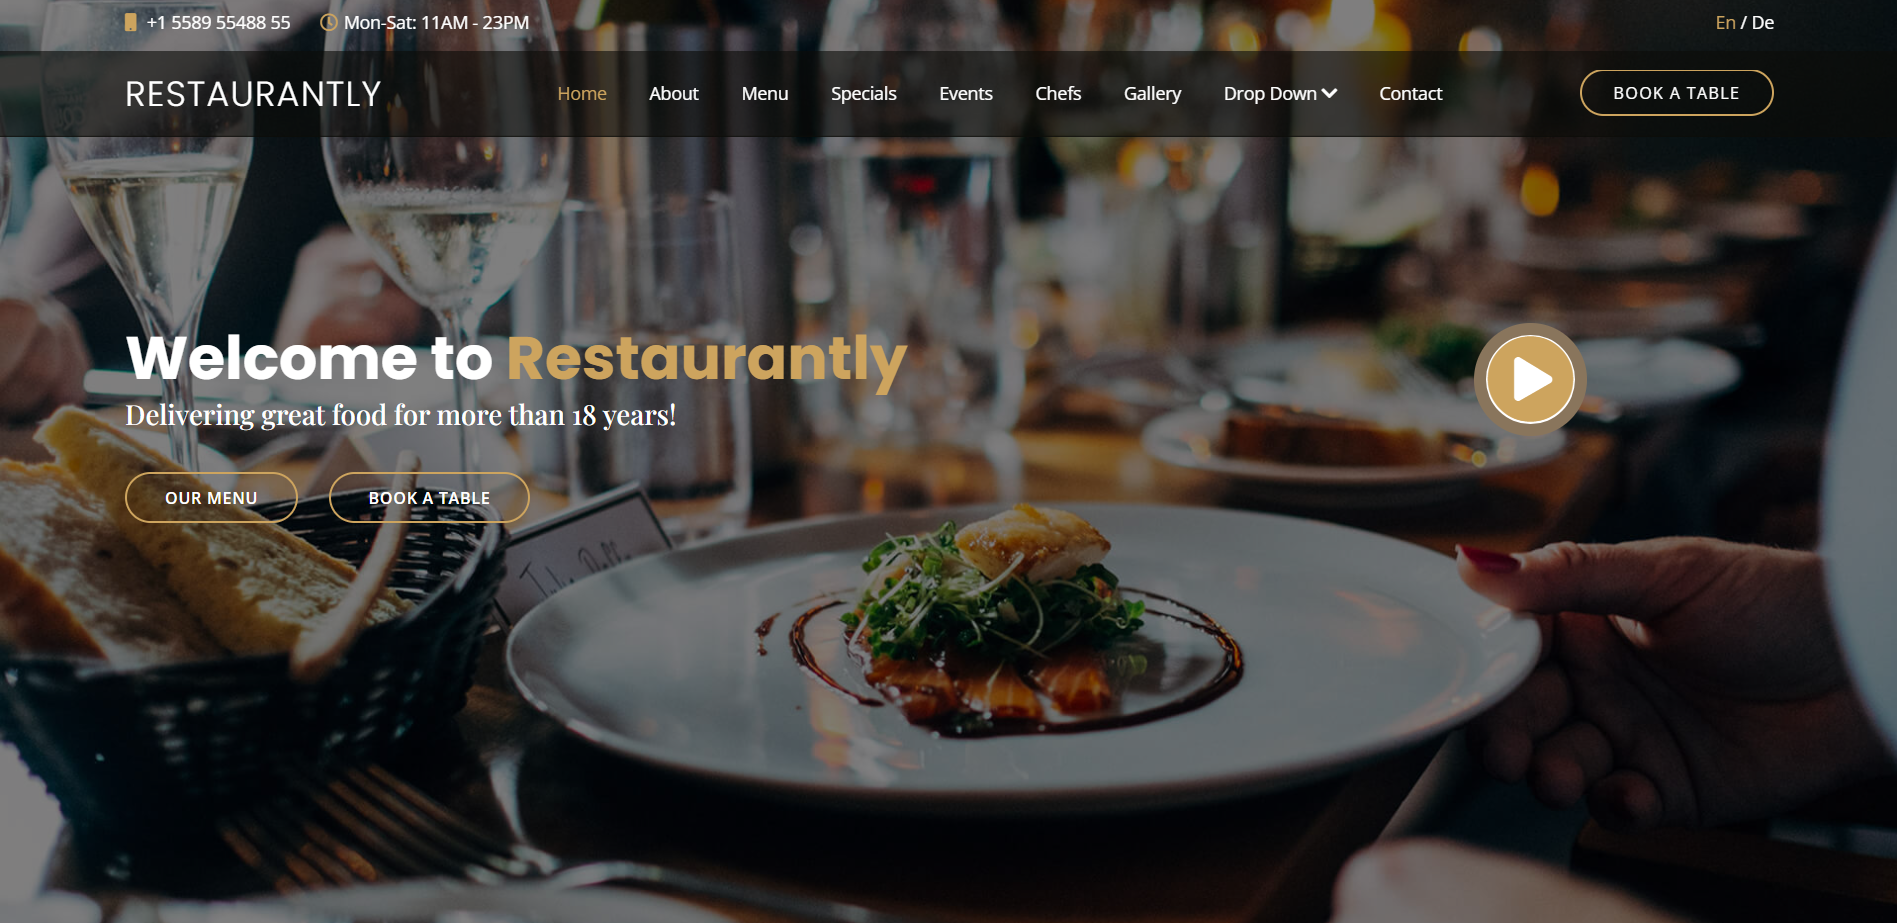 +1 5589 55488 55 Mon-Sat: 11AM - 23PM En / De
RESTAURANTLY Home About Menu Specials Events Chefs Gallery Drop Down Contact BOOK A TABLE
Welcome to Restaurantly
Delivering great food for more than 18 years!
OUR MENU BOOK A TABLE